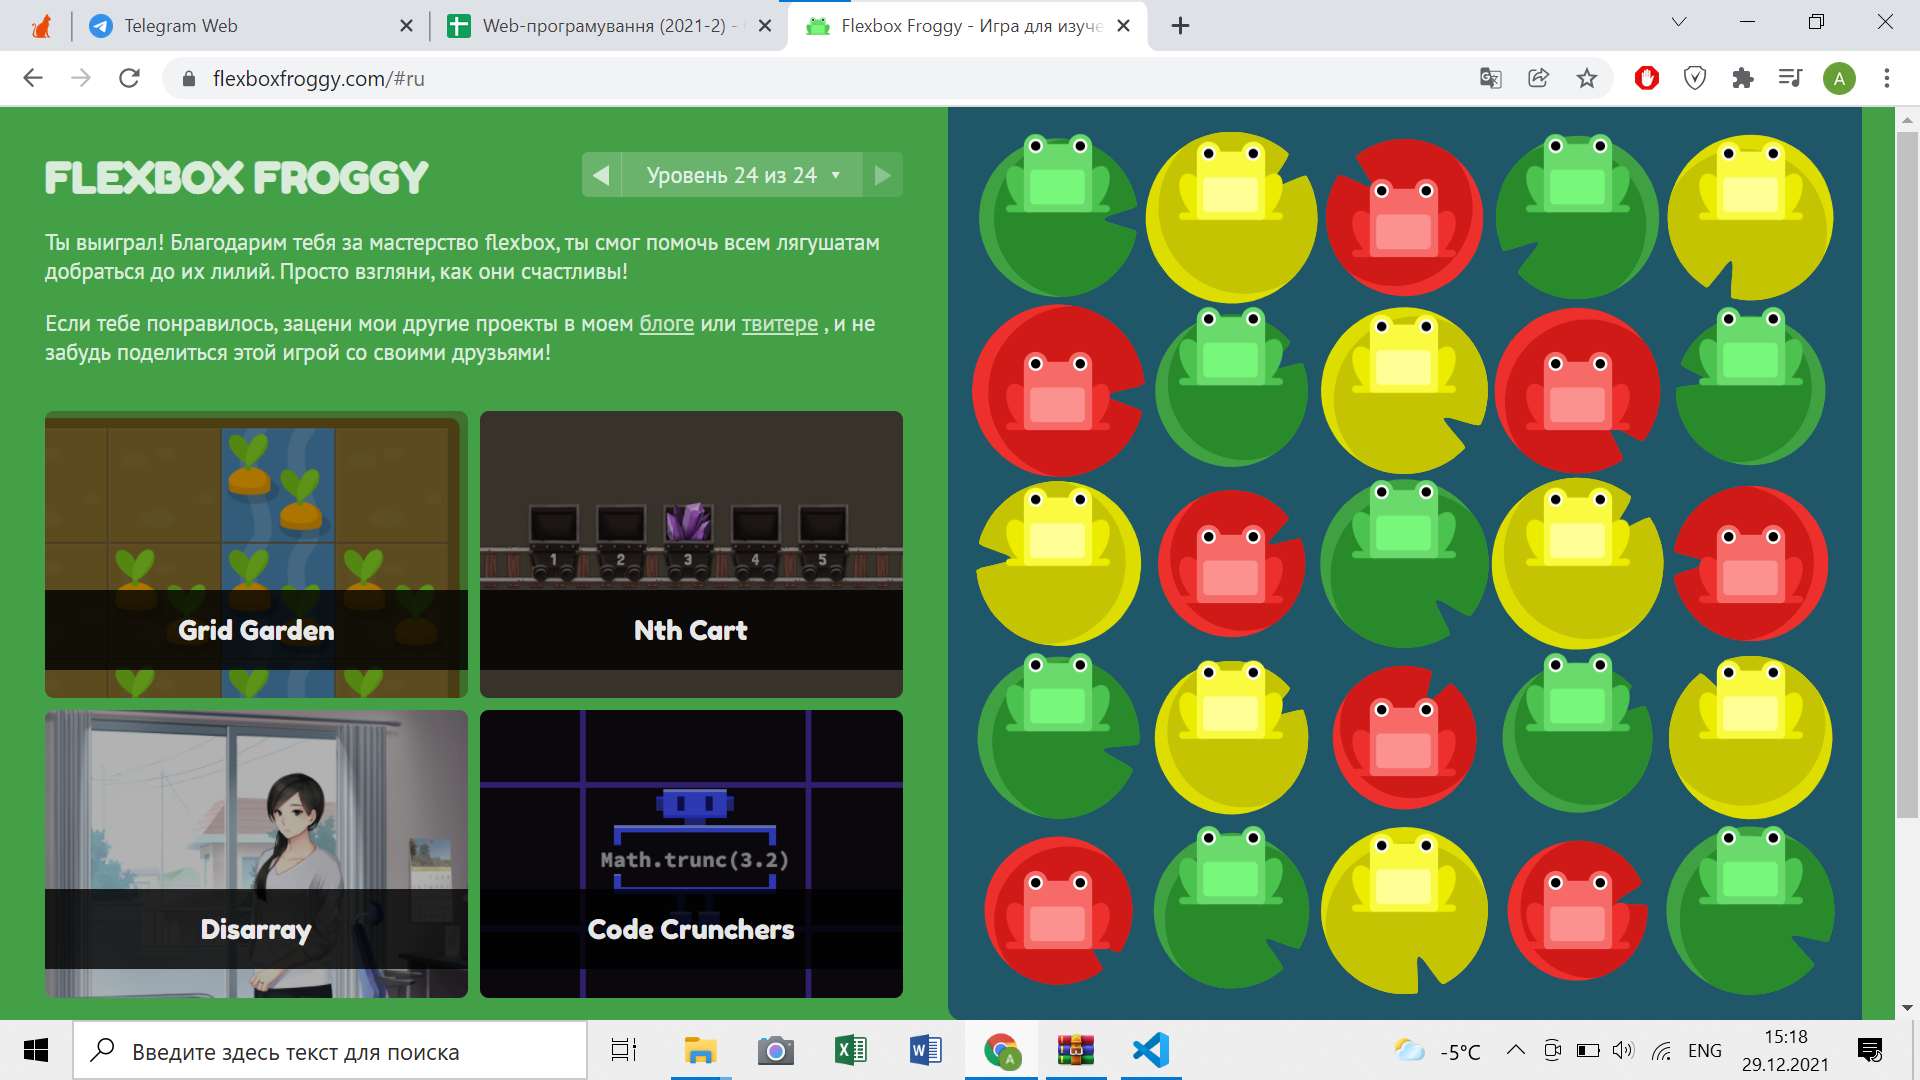 Telegram Web
Web-програмування (2021-2) -
Flexbox Froggy - Игра для изуче
flexboxfroggy.com/#ru
A
FLEXBOX FROGGY
Уровень 24 из 24
Ты выиграл! Благодарим тебя за мастерство flexbox, ты смог помочь всем лягушатам
добраться до их лилий. Просто взгляни, как они счастливы!
Если тебе понравилось, зацени мои другие проекты в моем блоге или твитере , и не
забудь поделиться этой игрой со своими друзьями!
1 2 3 4 5
Grid Garden
Nth Cart
Math.trunc(3.2)
Disarray
Code Crunchers
Введите здесь текст для поиска
A
-5°C
ENG
15:18
29.12.2021